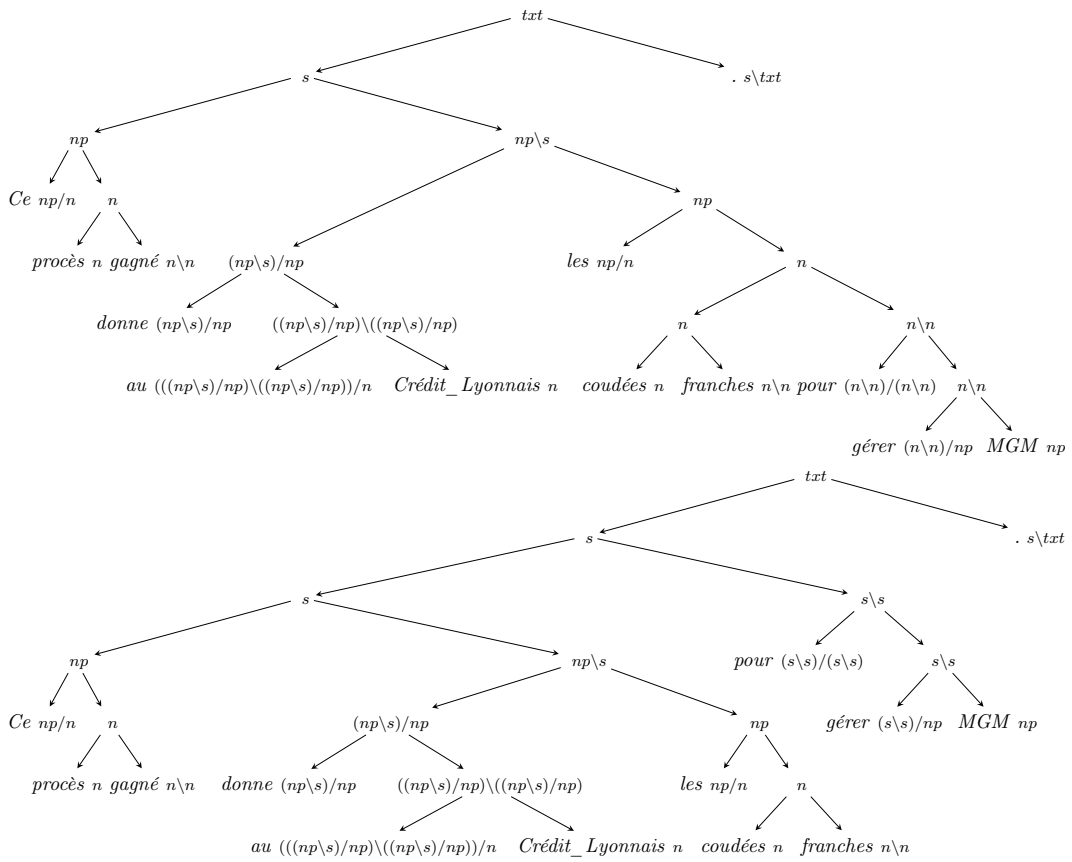 txt
s . s\txt
np np\s
Ce np/n n np
procès n gagné n\n (np\s)/np les np/n n
donne (np\s)/np ((np\s)/np)\((np\s)/np) n n\n
au (((np\s)/np)\((np\s)/np))/n Crédit_Lyonnais n coudées n franches n\n pour (n\n)/(n\n) n\n
gérer (n\n)/np MGM np
txt
s . s\txt
s s\s
np np\s pour (s\s)/(s\s) s\s
Ce np/n n (np\s)/np np gérer (s\s)/np MGM np
procès n gagné n\n donne (np\s)/np ((np\s)/np)\((np\s)/np) les np/n n
au (((np\s)/np)\((np\s)/np))/n Crédit_Lyonnais n coudées n franches n\n